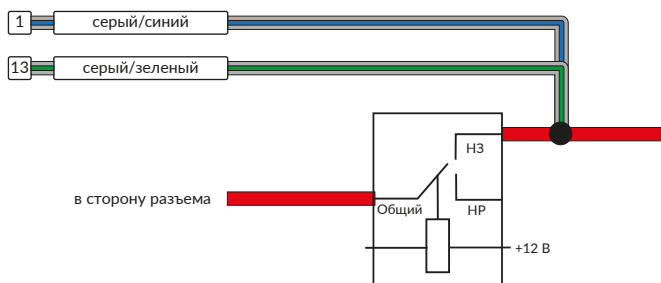 1 серый/синий
13 серый/зеленый
НЗ
в сторону разъема
Общий НР
+12 В